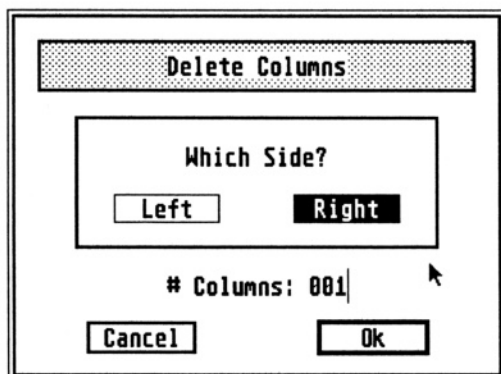 Delete Columns
Which Side?
Left Right
# Columns: 001
Cancel Ok